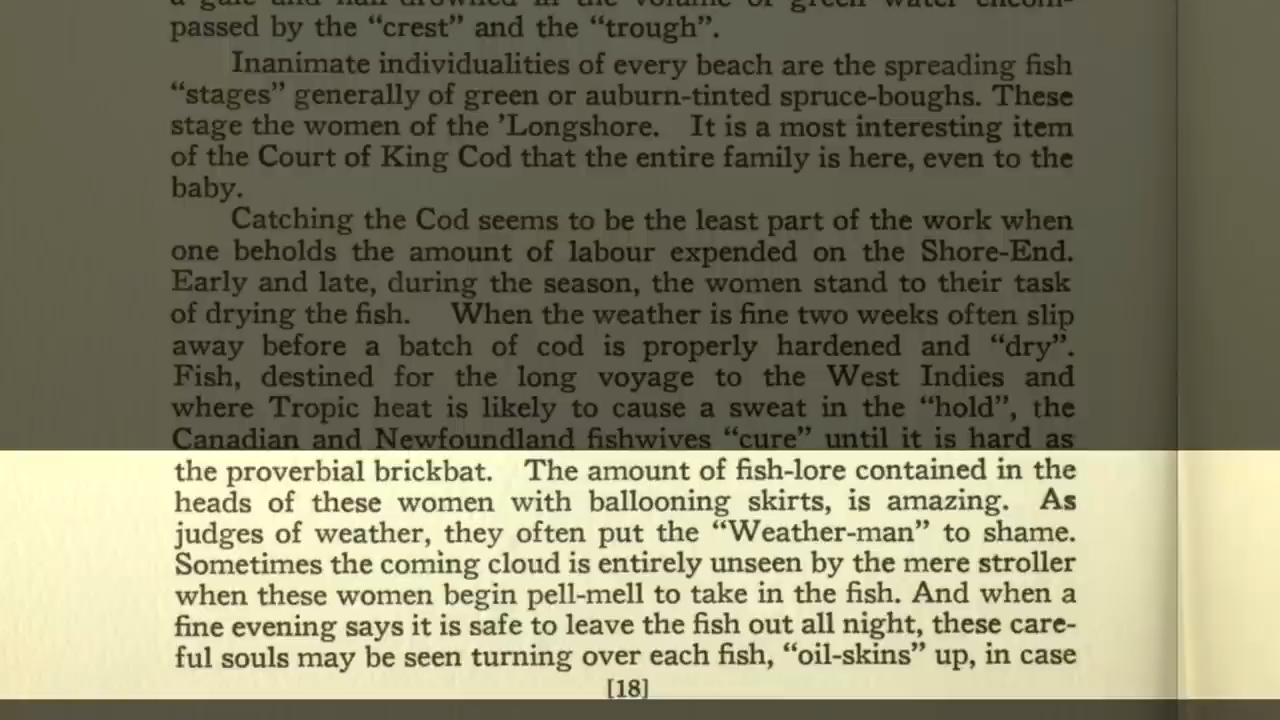 a gale and half drowned in the volume of green water encom-
passed by the “crest” and the “trough”.
Inanimate individualities of every beach are the spreading fish
“stages” generally of green or auburn-tinted spruce-boughs. These
stage the women of the ’Longshore. It is a most interesting item
of the Court of King Cod that the entire family is here, even to the
baby.
Catching the Cod seems to be the least part of the work when
one beholds the amount of labour expended on the Shore-End.
Early and late, during the season, the women stand to their task
of drying the fish. When the weather is fine two weeks often slip
away before a batch of cod is properly hardened and “dry”.
Fish, destined for the long voyage to the West Indies and
where Tropic heat is likely to cause a sweat in the “hold”, the
Canadian and Newfoundland fishwives “cure” until it is hard as
the proverbial brickbat. The amount of fish-lore contained in the
heads of these women with ballooning skirts, is amazing. As
judges of weather, they often put the “Weather-man” to shame.
Sometimes the coming cloud is entirely unseen by the mere stroller
when these women begin pell-mell to take in the fish. And when a
fine evening says it is safe to leave the fish out all night, these care-
ful souls may be seen turning over each fish, “oil-skins” up, in case
[18]